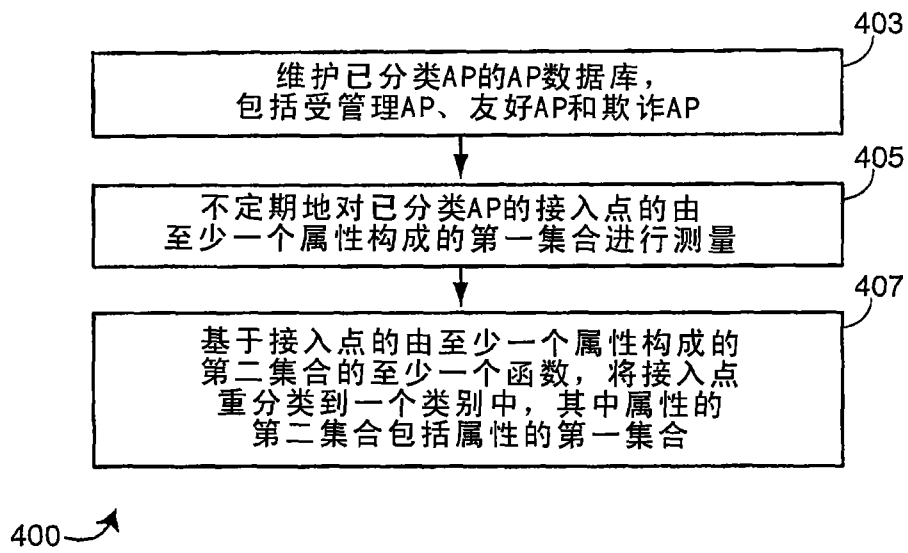 403
维护已分类AP的AP数据库，
包括受管理AP、友好AP和欺诈AP
405
不定期地对已分类AP的接入点的由
至少一个属性构成的第一集合进行测量
407
基于接入点的由至少一个属性构成的
第二集合的至少一个函数，将接入点
重分类到一个类别中，其中属性的
第二集合包括属性的第一集合
400